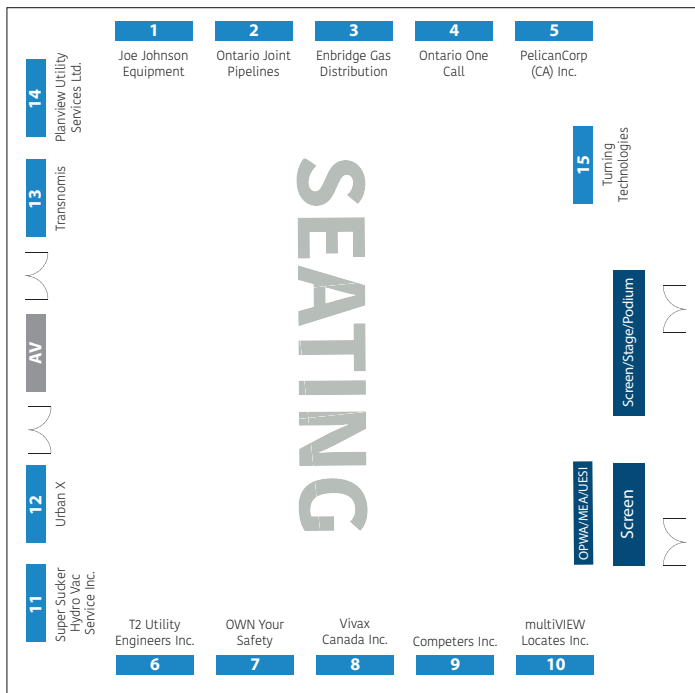 1
2
3
4
5
Joe Johnson
Equipment
Ontario Joint
Pipelines
Enbridge Gas
Distribution
Ontario One
Call
PelicanCorp
(CA) Inc.
14
Planview Utility
Services Ltd.
13
Transnomis
15
Turning
Technologies
SEATING
AV
Screen/Stage/Podium
12
Urban X
OPWA/MEA/UESI
Screen
11
Super Sucker
Hydro Vac
Service Inc.
T2 Utility
Engineers Inc.
OWN Your
Safety
Vivax
Canada Inc.
Competers Inc.
multiVIEW
Locates Inc.
6
7
8
9
10